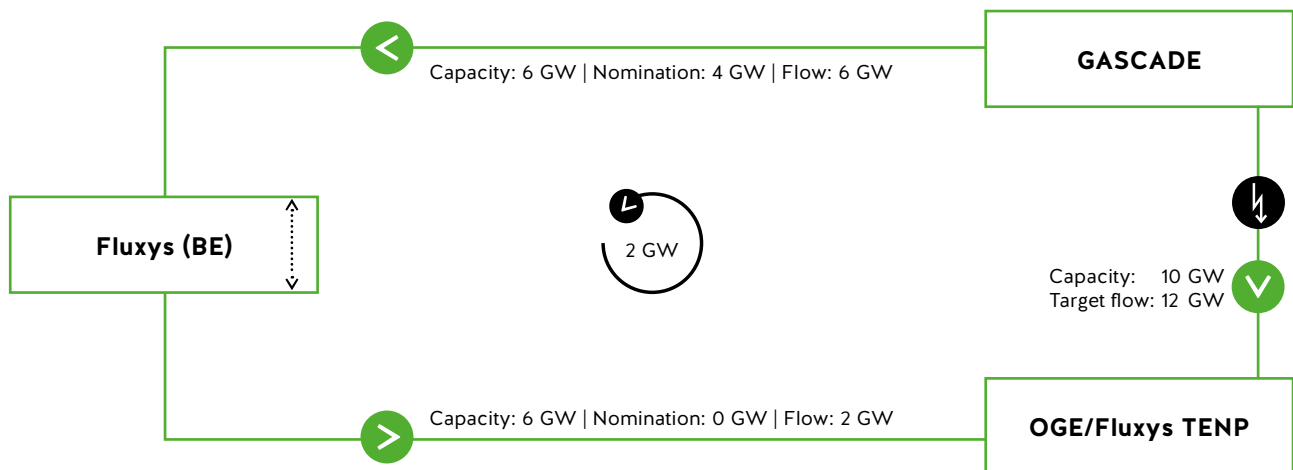 GASCADE
Capacity: 6 GW | Nomination: 4 GW | Flow: 6 GW
Fluxys (BE)
2 GW
Capacity: 10 GW
Target flow: 12 GW
Capacity: 6 GW | Nomination: 0 GW | Flow: 2 GW
OGE/Fluxys TENP